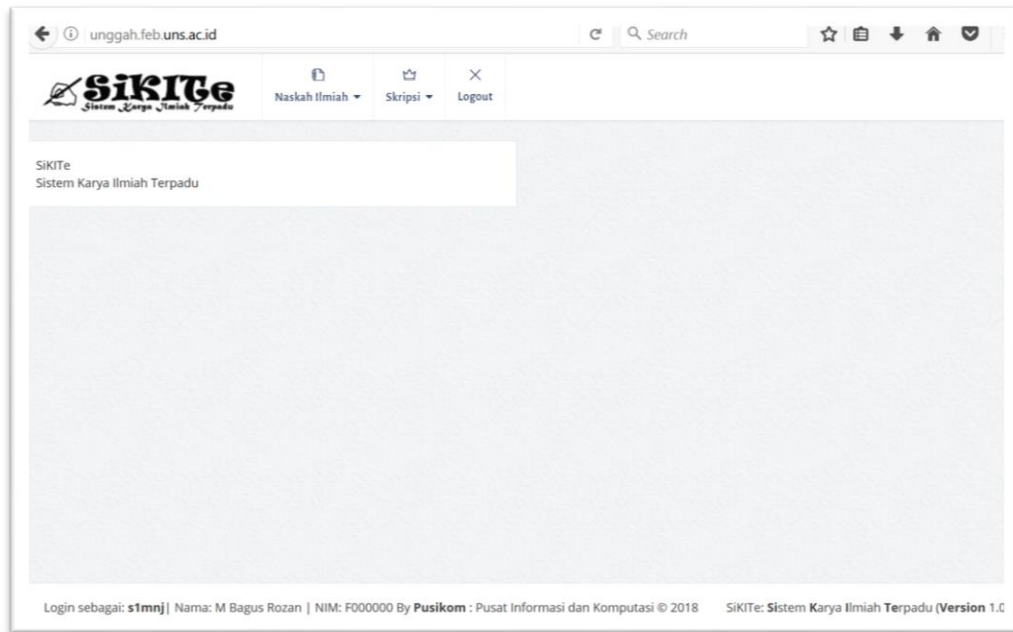 unggah.feb.uns.ac.id
Search
SiKITe
Sistem Karya Ilmiah Terpadu
Naskah Ilmiah
Skripsi
Logout
SiKITe
Sistem Karya Ilmiah Terpadu
Login sebagai: s1mnj| Nama: M Bagus Rozan | NIM: F000000 By Pusikom : Pusat Informasi dan Komputasi © 2018 SiKITe: Sistem Karya Ilmiah Terpadu (Version 1.0